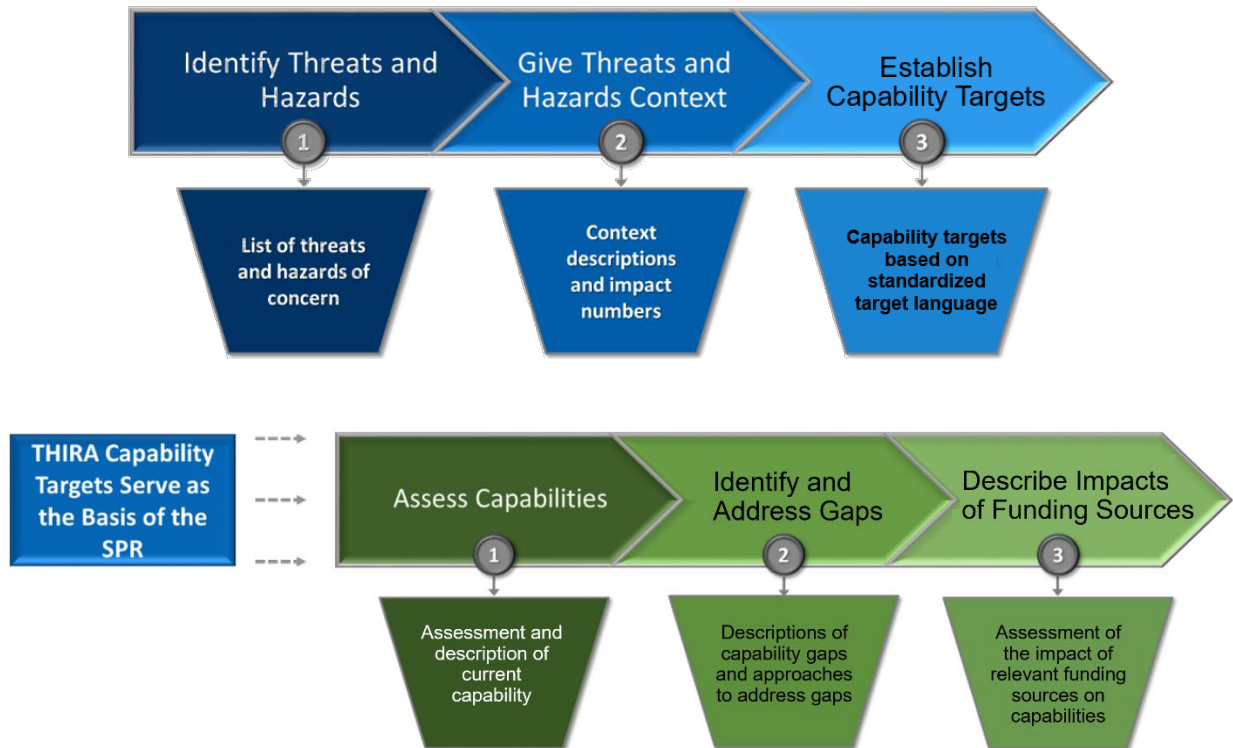 Identify Threats and
Hazards
1
Give Threats and
Hazards Context
2
Establish
Capability Targets
3
List of threats
and hazards of
concern
Context
descriptions
and impact
numbers
Capability targets
based on
standardized
target language
THIRA Capability
Targets Serve as
the Basis of the
SPR
Assess Capabilities
1
Identify and
Address Gaps
2
Describe Impacts
of Funding Sources
3
Assessment and
description of
current
capability
Descriptions of
capability gaps
and approaches
to address gaps
Assessment of
the impact of
relevant funding
sources on
capabilities